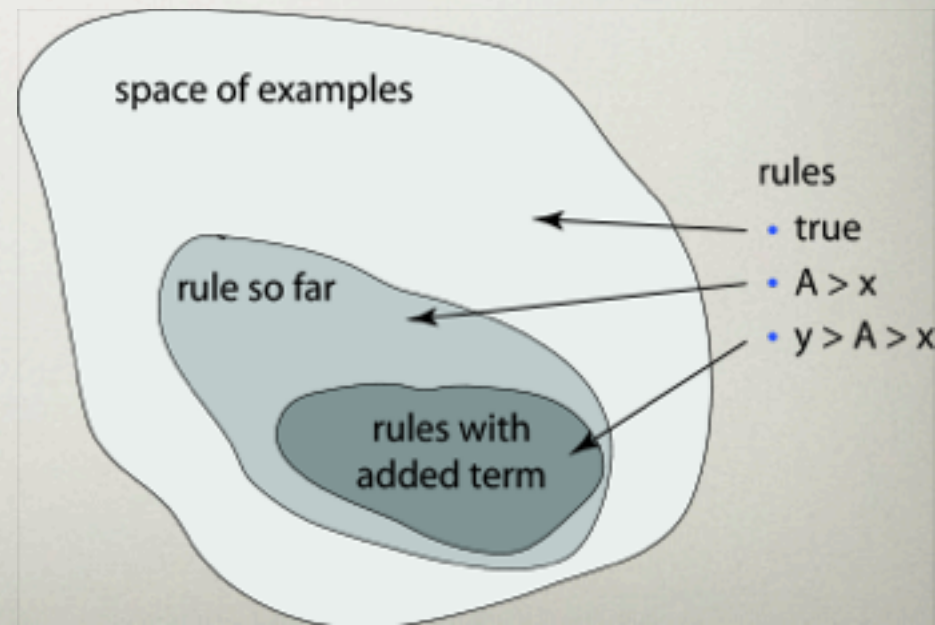 space of examples
rules
• true
rule so far
• A > x
• y > A > x
rules with
added term